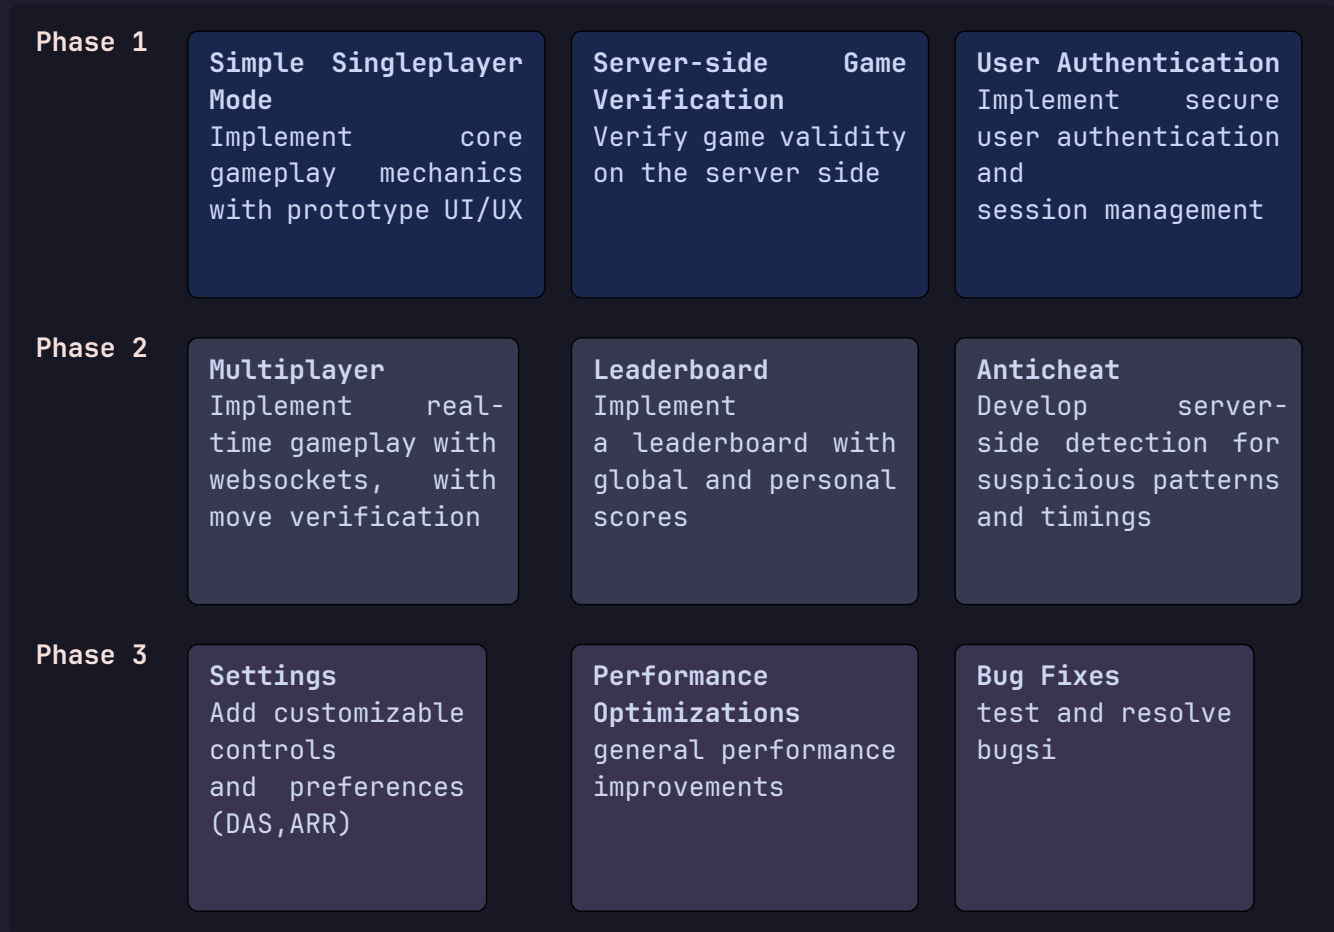 Phase 1
Simple Singleplayer
Mode
Implement core
gameplay mechanics
with prototype UI/UX
Server-side Game
Verification
Verify game validity
on the server side
User Authentication
Implement secure
user authentication
and
session management
Phase 2
Multiplayer
Implement real-
time gameplay with
websockets, with
move verification
Leaderboard
Implement
a leaderboard with
global and personal
scores
Anticheat
Develop server-
side detection for
suspicious patterns
and timings
Phase 3
Settings
Add customizable
controls
and preferences
(DAS,ARR)
Performance
Optimizations
general performance
improvements
Bug Fixes
test and resolve
bugsi